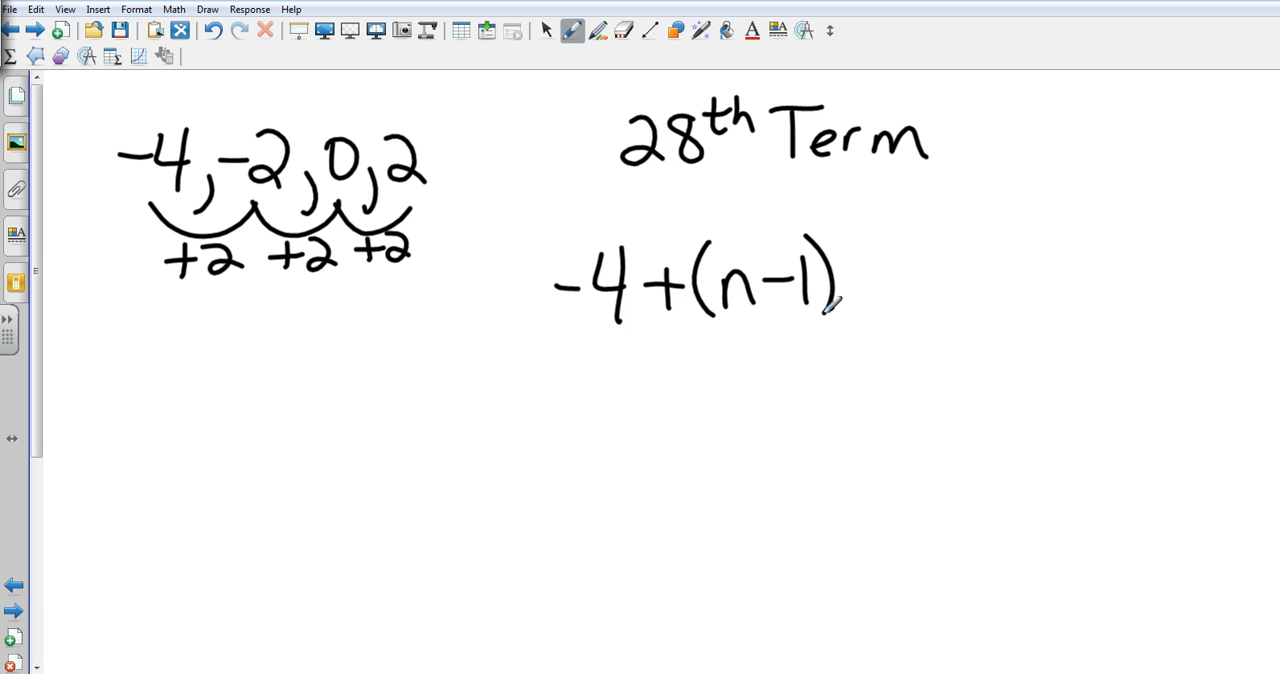 File Edit View Insert Format Math Draw Response Help
-4, -2, 0, 2
+2 +2 +2
28th Term
-4+(n-1)